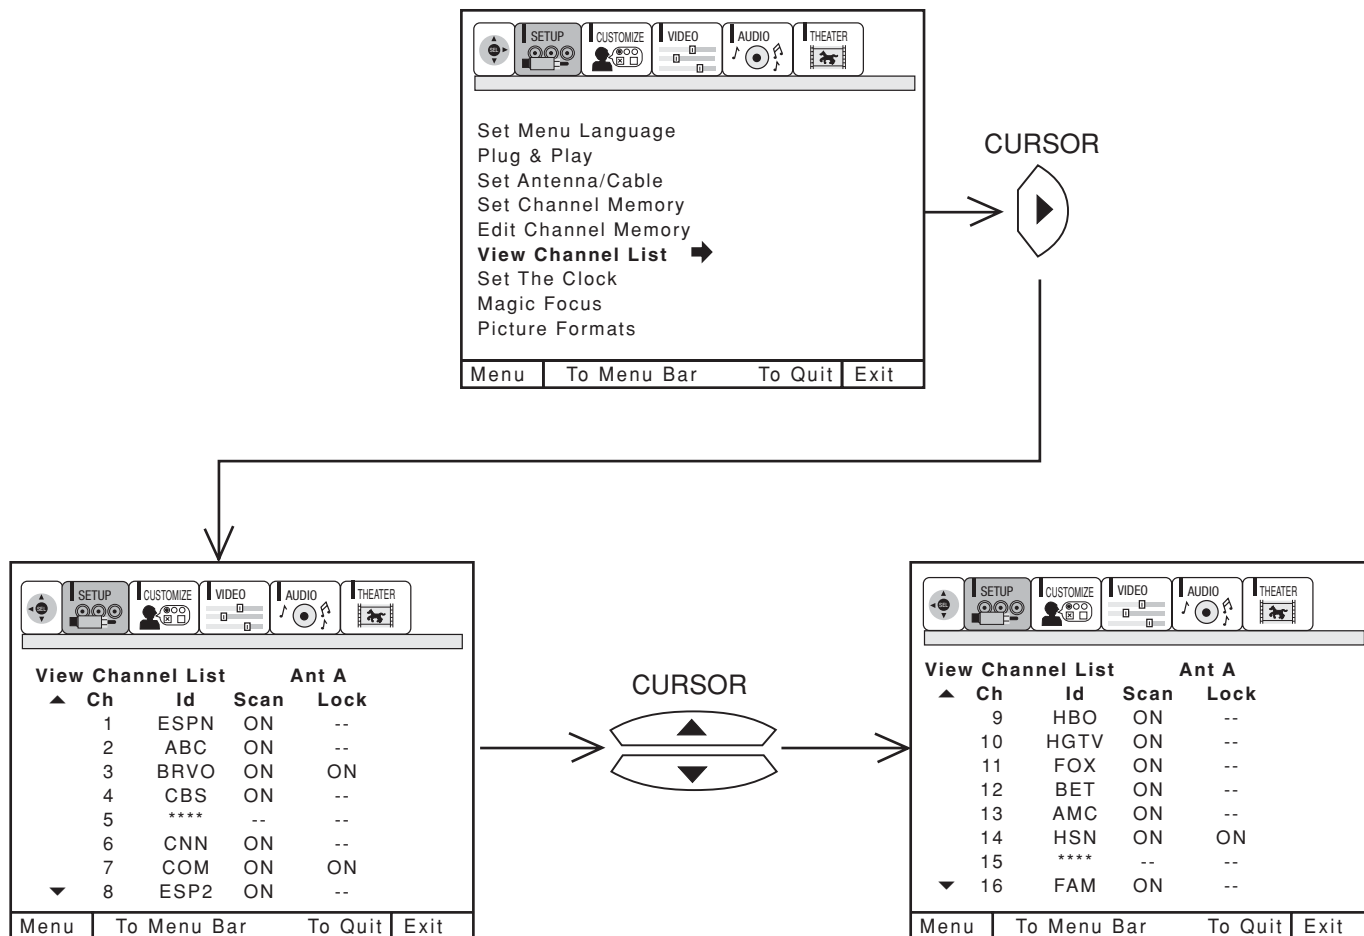 SEL SETUP CUSTOMIZE VIDEO AUDIO THEATER
Set Menu Language
Plug & Play
Set Antenna/Cable
Set Channel Memory
Edit Channel Memory
View Channel List
Set The Clock
Magic Focus
Picture Formats
Menu To Menu Bar To Quit Exit
CURSOR
SEL SETUP CUSTOMIZE VIDEO AUDIO THEATER
View Channel List Ant A
Ch Id Scan Lock
1 ESPN ON --
2 ABC ON --
3 BRVO ON ON
4 CBS ON --
5 **** -- --
6 CNN ON --
7 COM ON ON
8 ESP2 ON --
Menu To Menu Bar To Quit Exit
CURSOR
SEL SETUP CUSTOMIZE VIDEO AUDIO THEATER
View Channel List Ant A
Ch Id Scan Lock
9 HBO ON --
10 HGTV ON --
11 FOX ON --
12 BET ON --
13 AMC ON --
14 HSN ON ON
15 **** -- --
16 FAM ON --
Menu To Menu Bar To Quit Exit